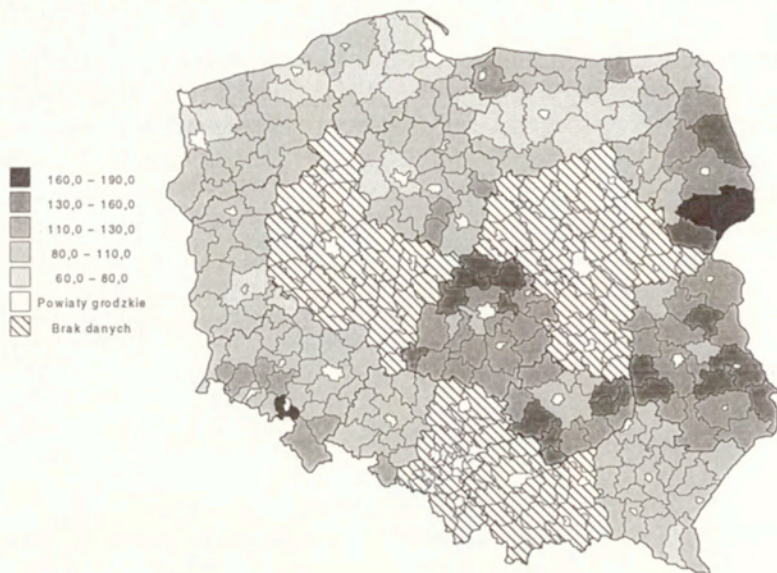 160,0 – 190,0
130,0 – 160,0
110,0 – 130,0
80,0 – 110,0
60,0 – 80,0
Powiaty grodzkie
Brak danych